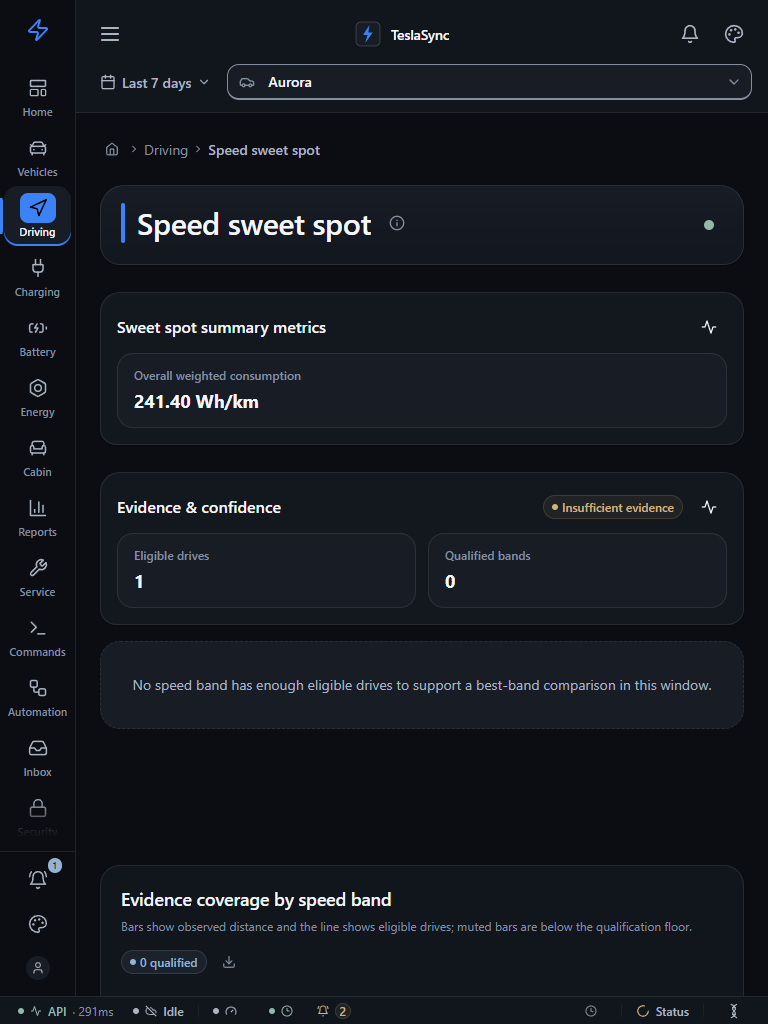 TeslaSync
Last 7 days
Aurora
Home
Vehicles
Driving
Charging
Battery
Energy
Cabin
Reports
Service
Commands
Automation
Inbox
Security
1
Driving
Speed sweet spot
Speed sweet spot
Sweet spot summary metrics
Overall weighted consumption
241.40 Wh/km
Evidence & confidence
Insufficient evidence
Eligible drives
1
Qualified bands
0
No speed band has enough eligible drives to support a best-band comparison in this window.
Evidence coverage by speed band
Bars show observed distance and the line shows eligible drives; muted bars are below the qualification floor.
0 qualified
API · 291ms
Idle
2
Status